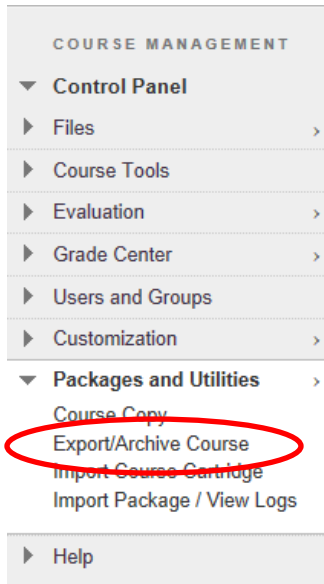 COURSE MANAGEMENT
Control Panel
Files
Course Tools
Evaluation
Grade Center
Users and Groups
Customization
Packages and Utilities
Course Copy
Export/Archive Course
Import Course Cartridge
Import Package / View Logs
Help